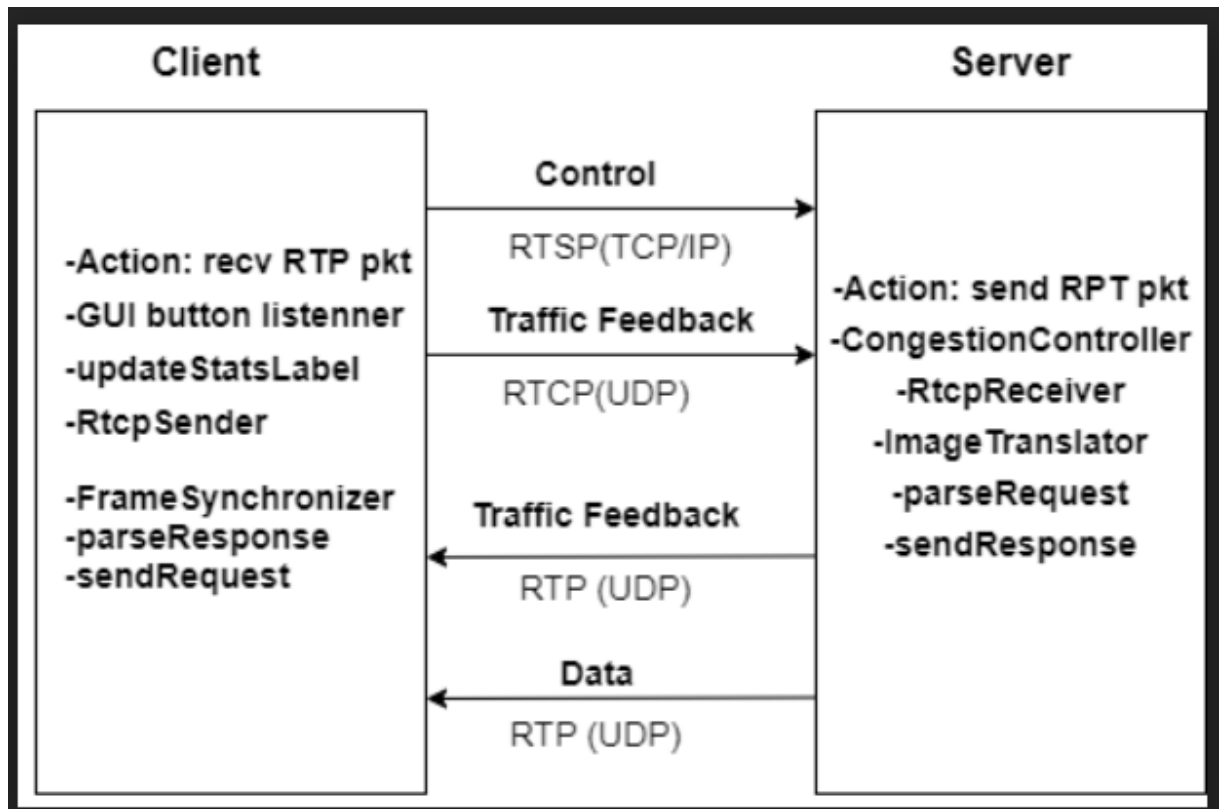 Client
Server
Control
RTSP(TCP/IP)
Traffic Feedback
RTCP(UDP)
Traffic Feedback
RTP (UDP)
Data
RTP (UDP)
-Action: recv RTP pkt
-GUI button listenner
-updateStatsLabel
-RtcpSender
-FrameSynchronizer
-parseResponse
-sendRequest
-Action: send RPT pkt
-CongestionController
-RtcpReceiver
-ImageTranslator
-parseRequest
-sendResponse